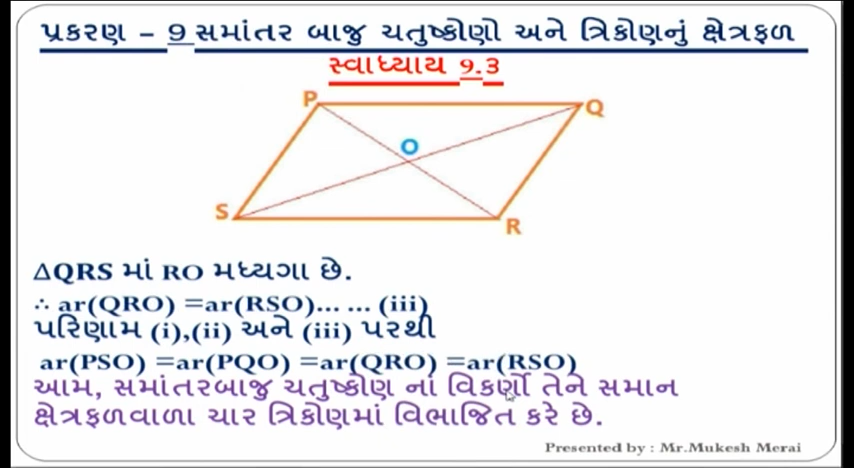 પ્રકરણ – 9 સમાંતર બાજુ ચતુષ્કોણો અને ત્રિકોણનું ક્ષેત્રફળ
સ્વાધ્યાય 9.૩
P
Q
O
S
R
ΔQRS માં RO મધ્યગા છે.
∴ ar(QRO) =ar(RSO)... ... (iii)
પરિણામ (i),(ii) અને (iii) પરથી
ar(PSO) =ar(PQO) =ar(QRO) =ar(RSO)
આમ, સમાંતરબાજુ ચતુષ્કોણ નાં વિકર્ણો તેને સમાન
ક્ષેત્રફળવાળા ચાર ત્રિકોણમાં વિભાજિત કરે છે.
Presented by : Mr.Mukesh Merai